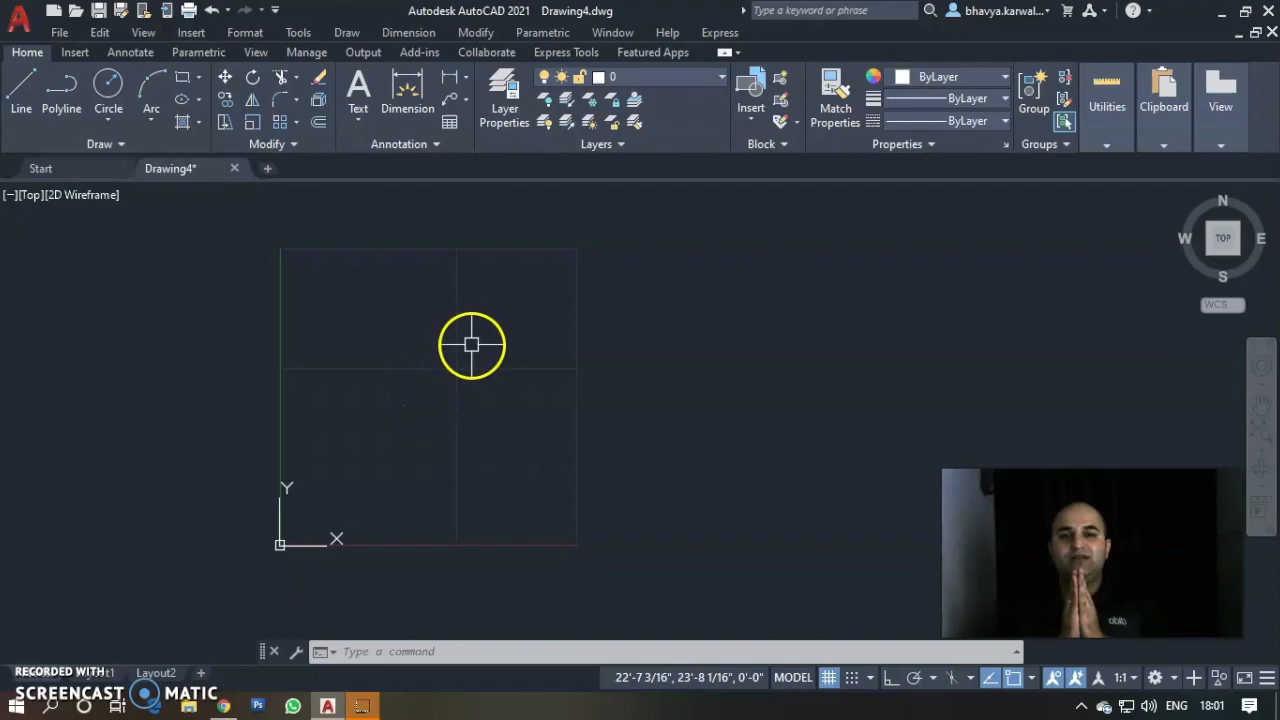 Autodesk AutoCAD 2021 Drawing4.dwg
Type a keyword or phrase
bhavya.karwal...
File Edit View Insert Format Tools Draw Dimension Modify Parametric Window Help Express
Home Insert Annotate Parametric View Manage Output Add-ins Collaborate Express Tools Featured Apps
Line Polyline Circle Arc
Text Dimension
Layer Properties
0
Insert
Match Properties
ByLayer
ByLayer
ByLayer
Group
Utilities
Clipboard
View
Draw Modify Annotation Layers Block Properties Groups
Start Drawing4*
[−][Top][2D Wireframe]
N
W TOP E
S
WCS
Y
X
Type a command
RECORDED WITH
SCREENCAST MATIC
Layout2
22'-7 3/16", 23'-8 1/16", 0'-0" MODEL 1:1
ENG 18:01